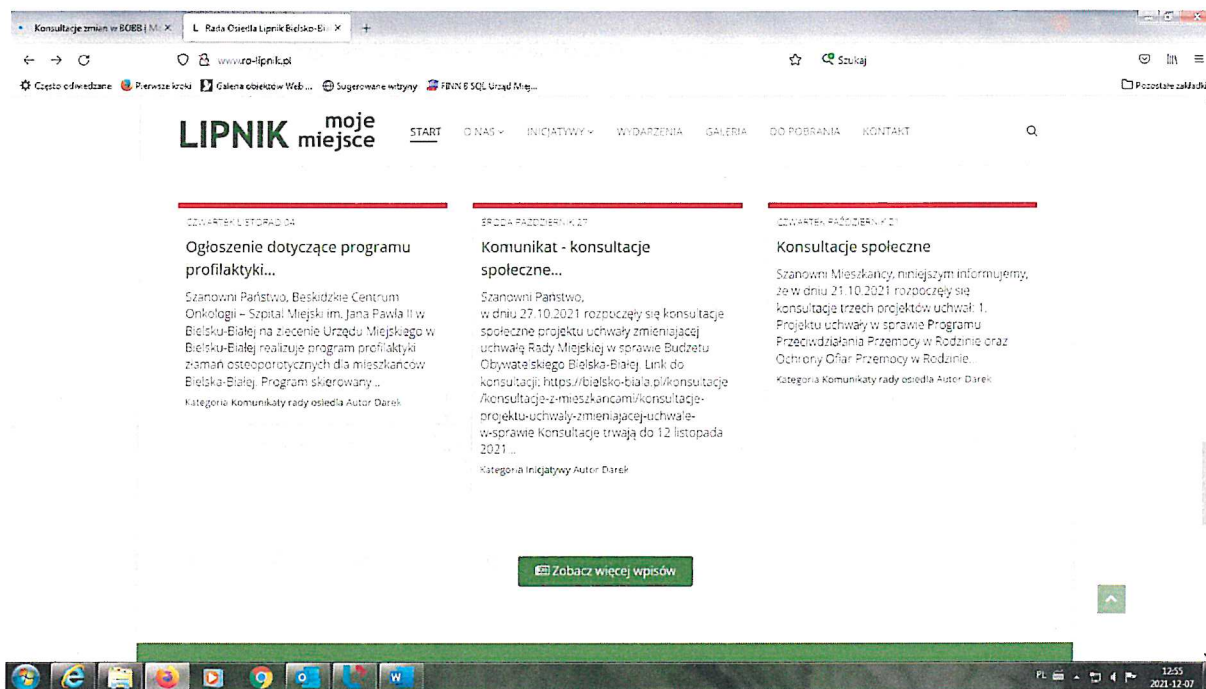 Konsultacje zmian w BOBB | M
L Rada Osiedla Lipnik Bielsko-Bi
www.ro-lipnik.pl
Szukaj
Często odwiedzane Pierwsze kroki Galeria obiektów Web ... Sugerowane witryny FINN 8 SQL Urząd Miej...
Pozostałe zakładki
LIPNIK moje miejsce
START O NAS INICJATYWY WYDARZENIA GALERIA DO POBRANIA KONTAKT
CZWARTEK LISTOPAD 04
Ogłoszenie dotyczące programu
profilaktyki...
Szanowni Państwo, Beskidzkie Centrum
Onkologii – Szpital Miejski im. Jana Pawła II w
Bielsku-Białej na zlecenie Urzędu Miejskiego w
Bielsku-Białej realizuje program profilaktyki
złamań osteoporotycznych dla mieszkańców
Bielska-Białej. Program skierowany ...
Kategoria Komunikaty rady osiedla Autor Darek
ŚRODA PAŹDZIERNIK 27
Komunikat - konsultacje
społeczne...
Szanowni Państwo,
w dniu 27.10.2021 rozpoczęły się konsultacje
społeczne projektu uchwały zmieniającej
uchwałę Rady Miejskiej w sprawie Budżetu
Obywatelskiego Bielska-Białej. Link do
konsultacji: https://bielsko-biala.pl/konsultacje
/konsultacje-z-mieszkancami/konsultacje-
projektu-uchwaly-zmieniajacej-uchwale-
w-sprawie Konsultacje trwają do 12 listopada
2021 ...
Kategoria Inicjatywy Autor Darek
CZWARTEK PAŹDZIERNIK 21
Konsultacje społeczne
Szanowni Mieszkańcy, niniejszym informujemy,
że w dniu 21.10.2021 rozpoczęły się
konsultacje trzech projektów uchwał: 1.
Projektu uchwały w sprawie Programu
Przeciwdziałania Przemocy w Rodzinie oraz
Ochrony Ofiar Przemocy w Rodzinie...
Kategoria Komunikaty rady osiedla Autor Darek
Zobacz więcej wpisów
PL
12:55
2021-12-07